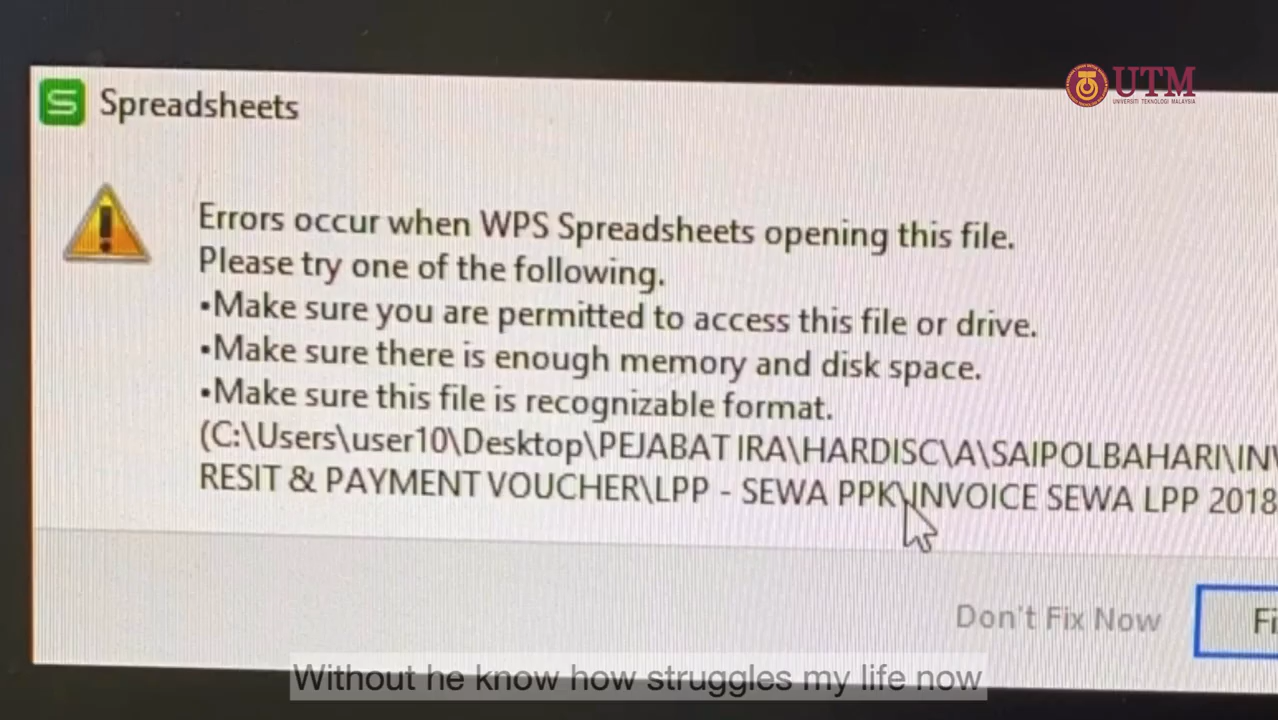 Spreadsheets
UTM
UNIVERSITI TEKNOLOGI MALAYSIA
Errors occur when WPS Spreadsheets opening this file.
Please try one of the following.
•Make sure you are permitted to access this file or drive.
•Make sure there is enough memory and disk space.
•Make sure this file is recognizable format.
(C:\Users\user10\Desktop\PEJABAT IRA\HARDISC\A\SAIPOLBAHARI\
RESIT & PAYMENT VOUCHER\LPP - SEWA PPK\INVOICE SEWA LPP 2018
Don't Fix Now
Without he know how struggles my life now